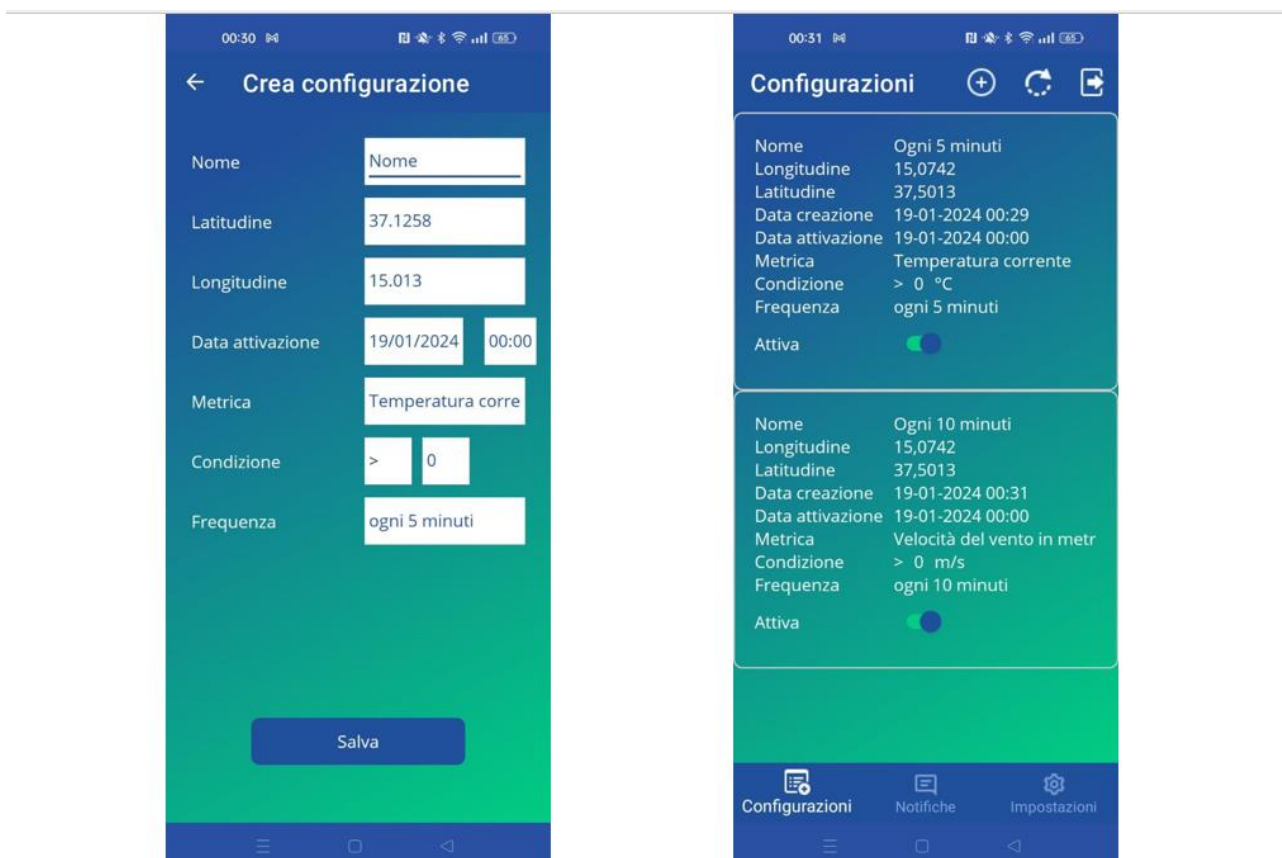 00:30
65
Crea configurazione
Nome Nome
Latitudine 37.1258
Longitudine 15.013
Data attivazione 19/01/2024 00:00
Metrica Temperatura corre
Condizione > 0
Frequenza ogni 5 minuti
Salva
00:31
65
Configurazioni
Nome Ogni 5 minuti
Longitudine 15,0742
Latitudine 37,5013
Data creazione 19-01-2024 00:29
Data attivazione 19-01-2024 00:00
Metrica Temperatura corrente
Condizione > 0 °C
Frequenza ogni 5 minuti
Attiva
Nome Ogni 10 minuti
Longitudine 15,0742
Latitudine 37,5013
Data creazione 19-01-2024 00:31
Data attivazione 19-01-2024 00:00
Metrica Velocità del vento in metr
Condizione > 0 m/s
Frequenza ogni 10 minuti
Attiva
Configurazioni Notifiche Impostazioni